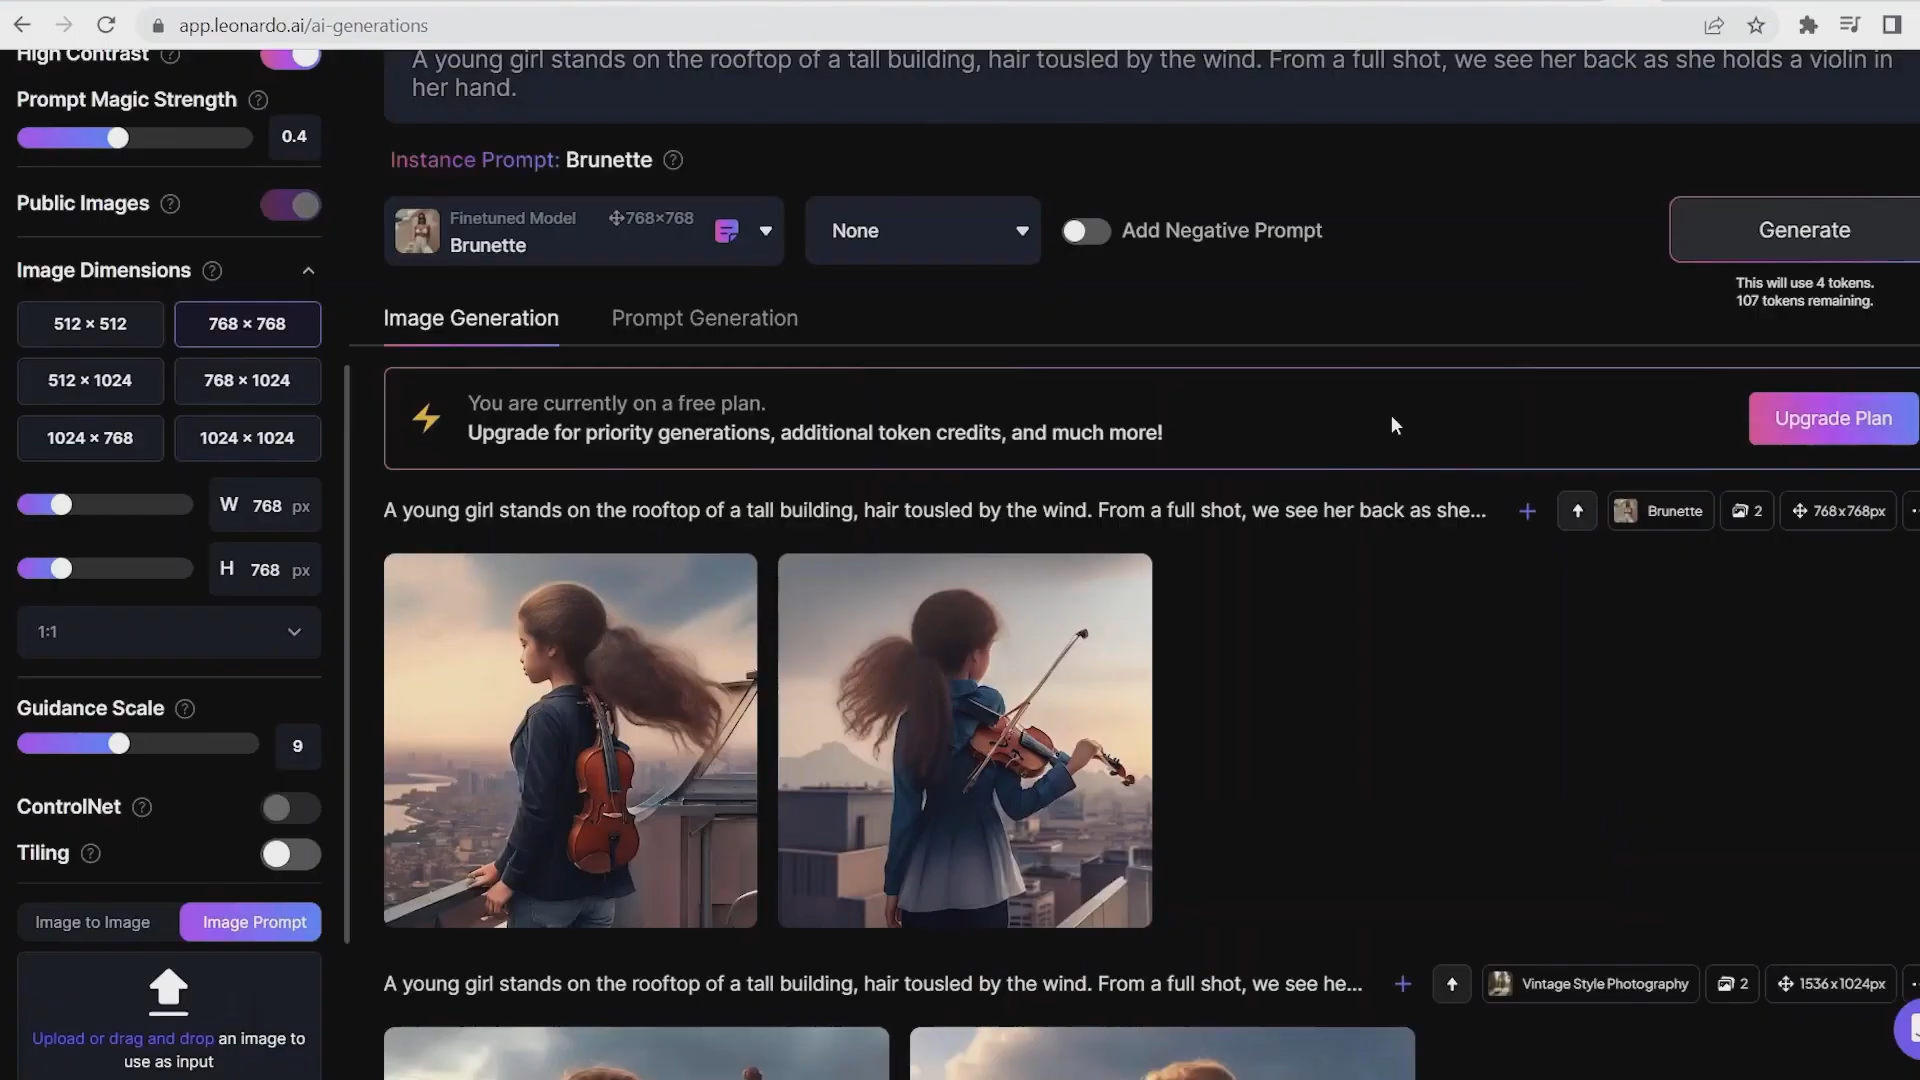 app.leonardo.ai/ai-generations
High Contrast
Prompt Magic Strength
0.4
Public Images
Image Dimensions
512 × 512
768 × 768
512 × 1024
768 × 1024
1024 × 768
1024 × 1024
W 768 px
H 768 px
1:1
Guidance Scale
9
ControlNet
Tiling
Image to Image
Image Prompt
Upload or drag and drop an image to
use as input
A young girl stands on the rooftop of a tall building, hair tousled by the wind. From a full shot, we see her back as she holds a violin in
her hand.
Instance Prompt: Brunette
Finetuned Model
768×768
Brunette
None
Add Negative Prompt
Generate
This will use 4 tokens.
107 tokens remaining.
Image Generation
Prompt Generation
You are currently on a free plan.
Upgrade for priority generations, additional token credits, and much more!
Upgrade Plan
A young girl stands on the rooftop of a tall building, hair tousled by the wind. From a full shot, we see her back as she...
Brunette
2
768x768px
A young girl stands on the rooftop of a tall building, hair tousled by the wind. From a full shot, we see he...
Vintage Style Photography
2
1536x1024px